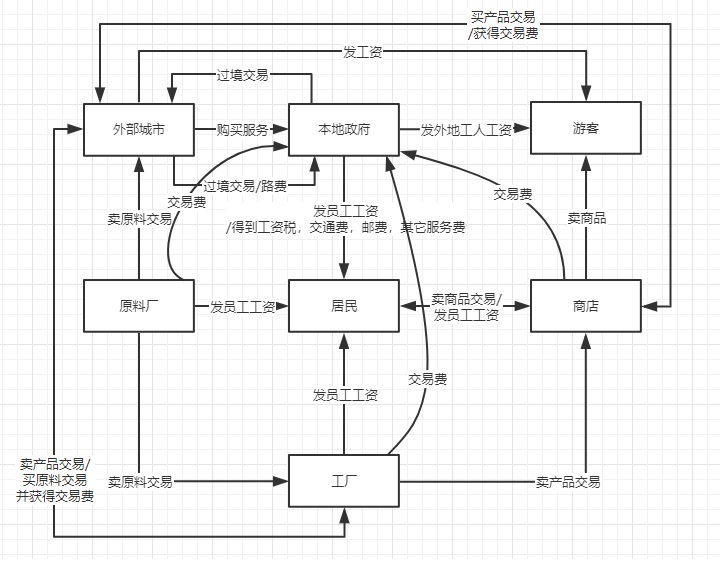 买产品交易
/获得交易费
发工资
过境交易
外部城市
购买服务
本地政府
发外地工人工资
游客
过境交易/路费
交易费
交易费
卖原料交易
发员工工资
/得到工资税，交通费，邮费，其它服务费
卖商品
原料厂
发员工工资
居民
卖商品交易/
发员工工资
商店
发员工工资
交易费
卖产品交易/
买原料交易
并获得交易费
卖原料交易
工厂
卖产品交易